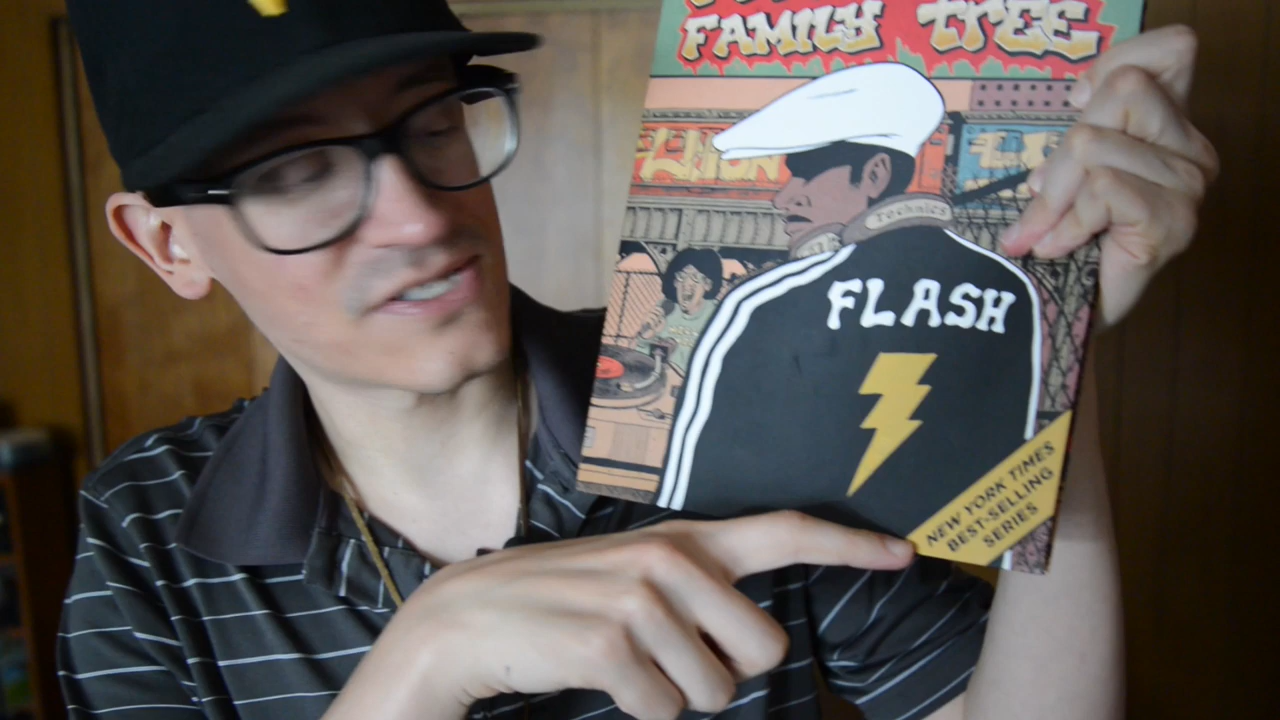 FAMILY TREE
Technics
FLASH
NEW YORK TIMES
BEST-SELLING
SERIES